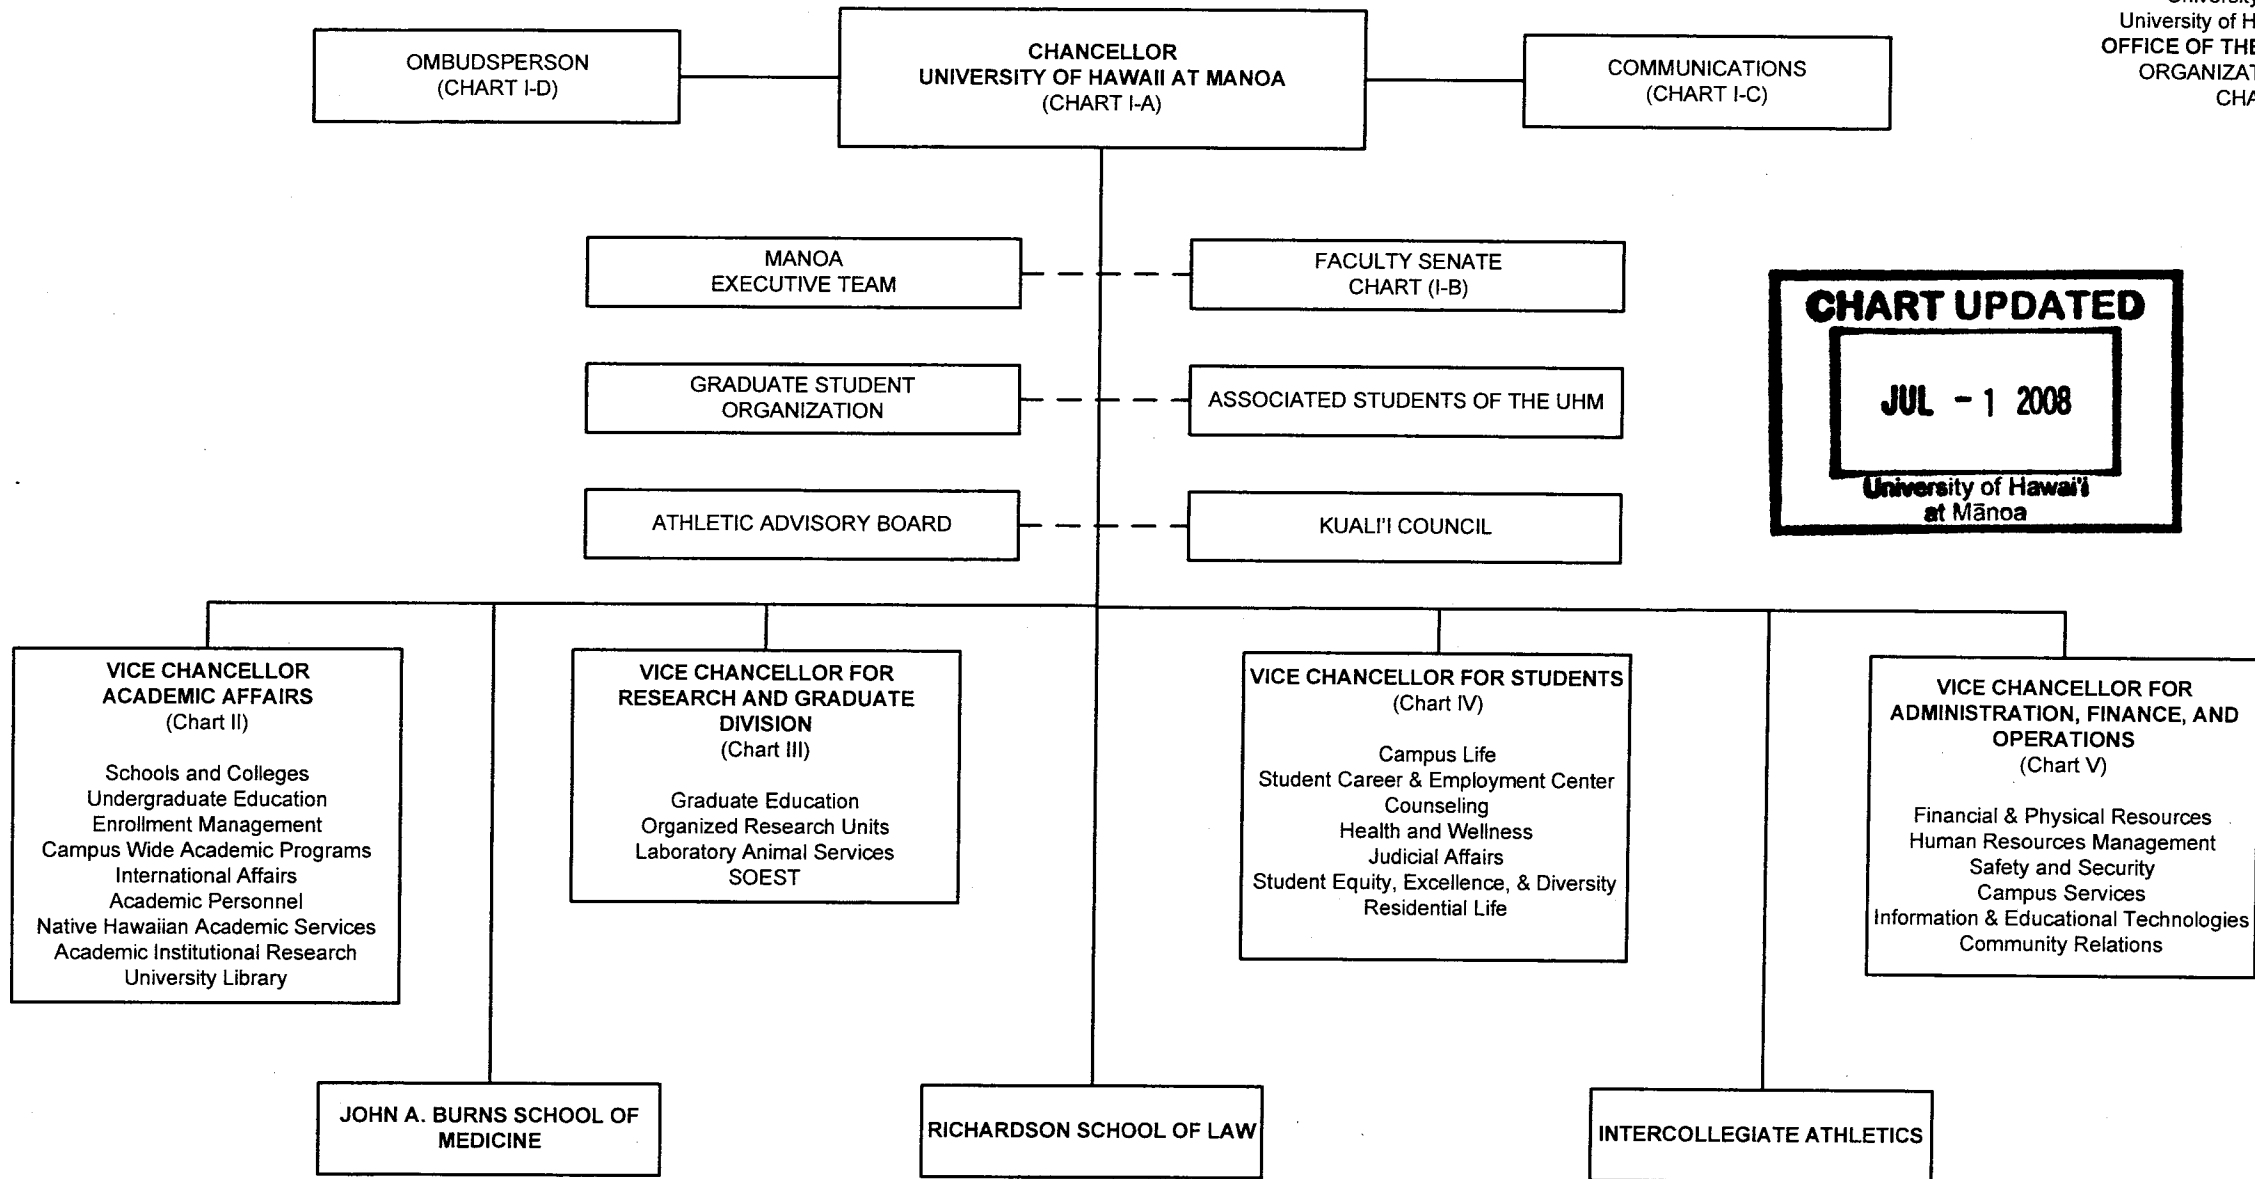 OMBUDSPERSON
(CHART I-D)
CHANCELLOR
UNIVERSITY OF HAWAII AT MANOA
(CHART I-A)
COMMUNICATIONS
(CHART I-C)
University
University of H
OFFICE OF THE
ORGANIZAT
CHA
MANOA
EXECUTIVE TEAM
FACULTY SENATE
CHART (I-B)
GRADUATE STUDENT
ORGANIZATION
ASSOCIATED STUDENTS OF THE UHM
ATHLETIC ADVISORY BOARD
KUALI'I COUNCIL
CHART UPDATED
JUL - 1 2008
University of Hawai'i
at Mānoa
VICE CHANCELLOR
ACADEMIC AFFAIRS
(Chart II)
Schools and Colleges
Undergraduate Education
Enrollment Management
Campus Wide Academic Programs
International Affairs
Academic Personnel
Native Hawaiian Academic Services
Academic Institutional Research
University Library
VICE CHANCELLOR FOR
RESEARCH AND GRADUATE
DIVISION
(Chart III)
Graduate Education
Organized Research Units
Laboratory Animal Services
SOEST
VICE CHANCELLOR FOR STUDENTS
(Chart IV)
Campus Life
Student Career & Employment Center
Counseling
Health and Wellness
Judicial Affairs
Student Equity, Excellence, & Diversity
Residential Life
VICE CHANCELLOR FOR
ADMINISTRATION, FINANCE, AND
OPERATIONS
(Chart V)
Financial & Physical Resources
Human Resources Management
Safety and Security
Campus Services
Information & Educational Technologies
Community Relations
JOHN A. BURNS SCHOOL OF
MEDICINE
RICHARDSON SCHOOL OF LAW
INTERCOLLEGIATE ATHLETICS